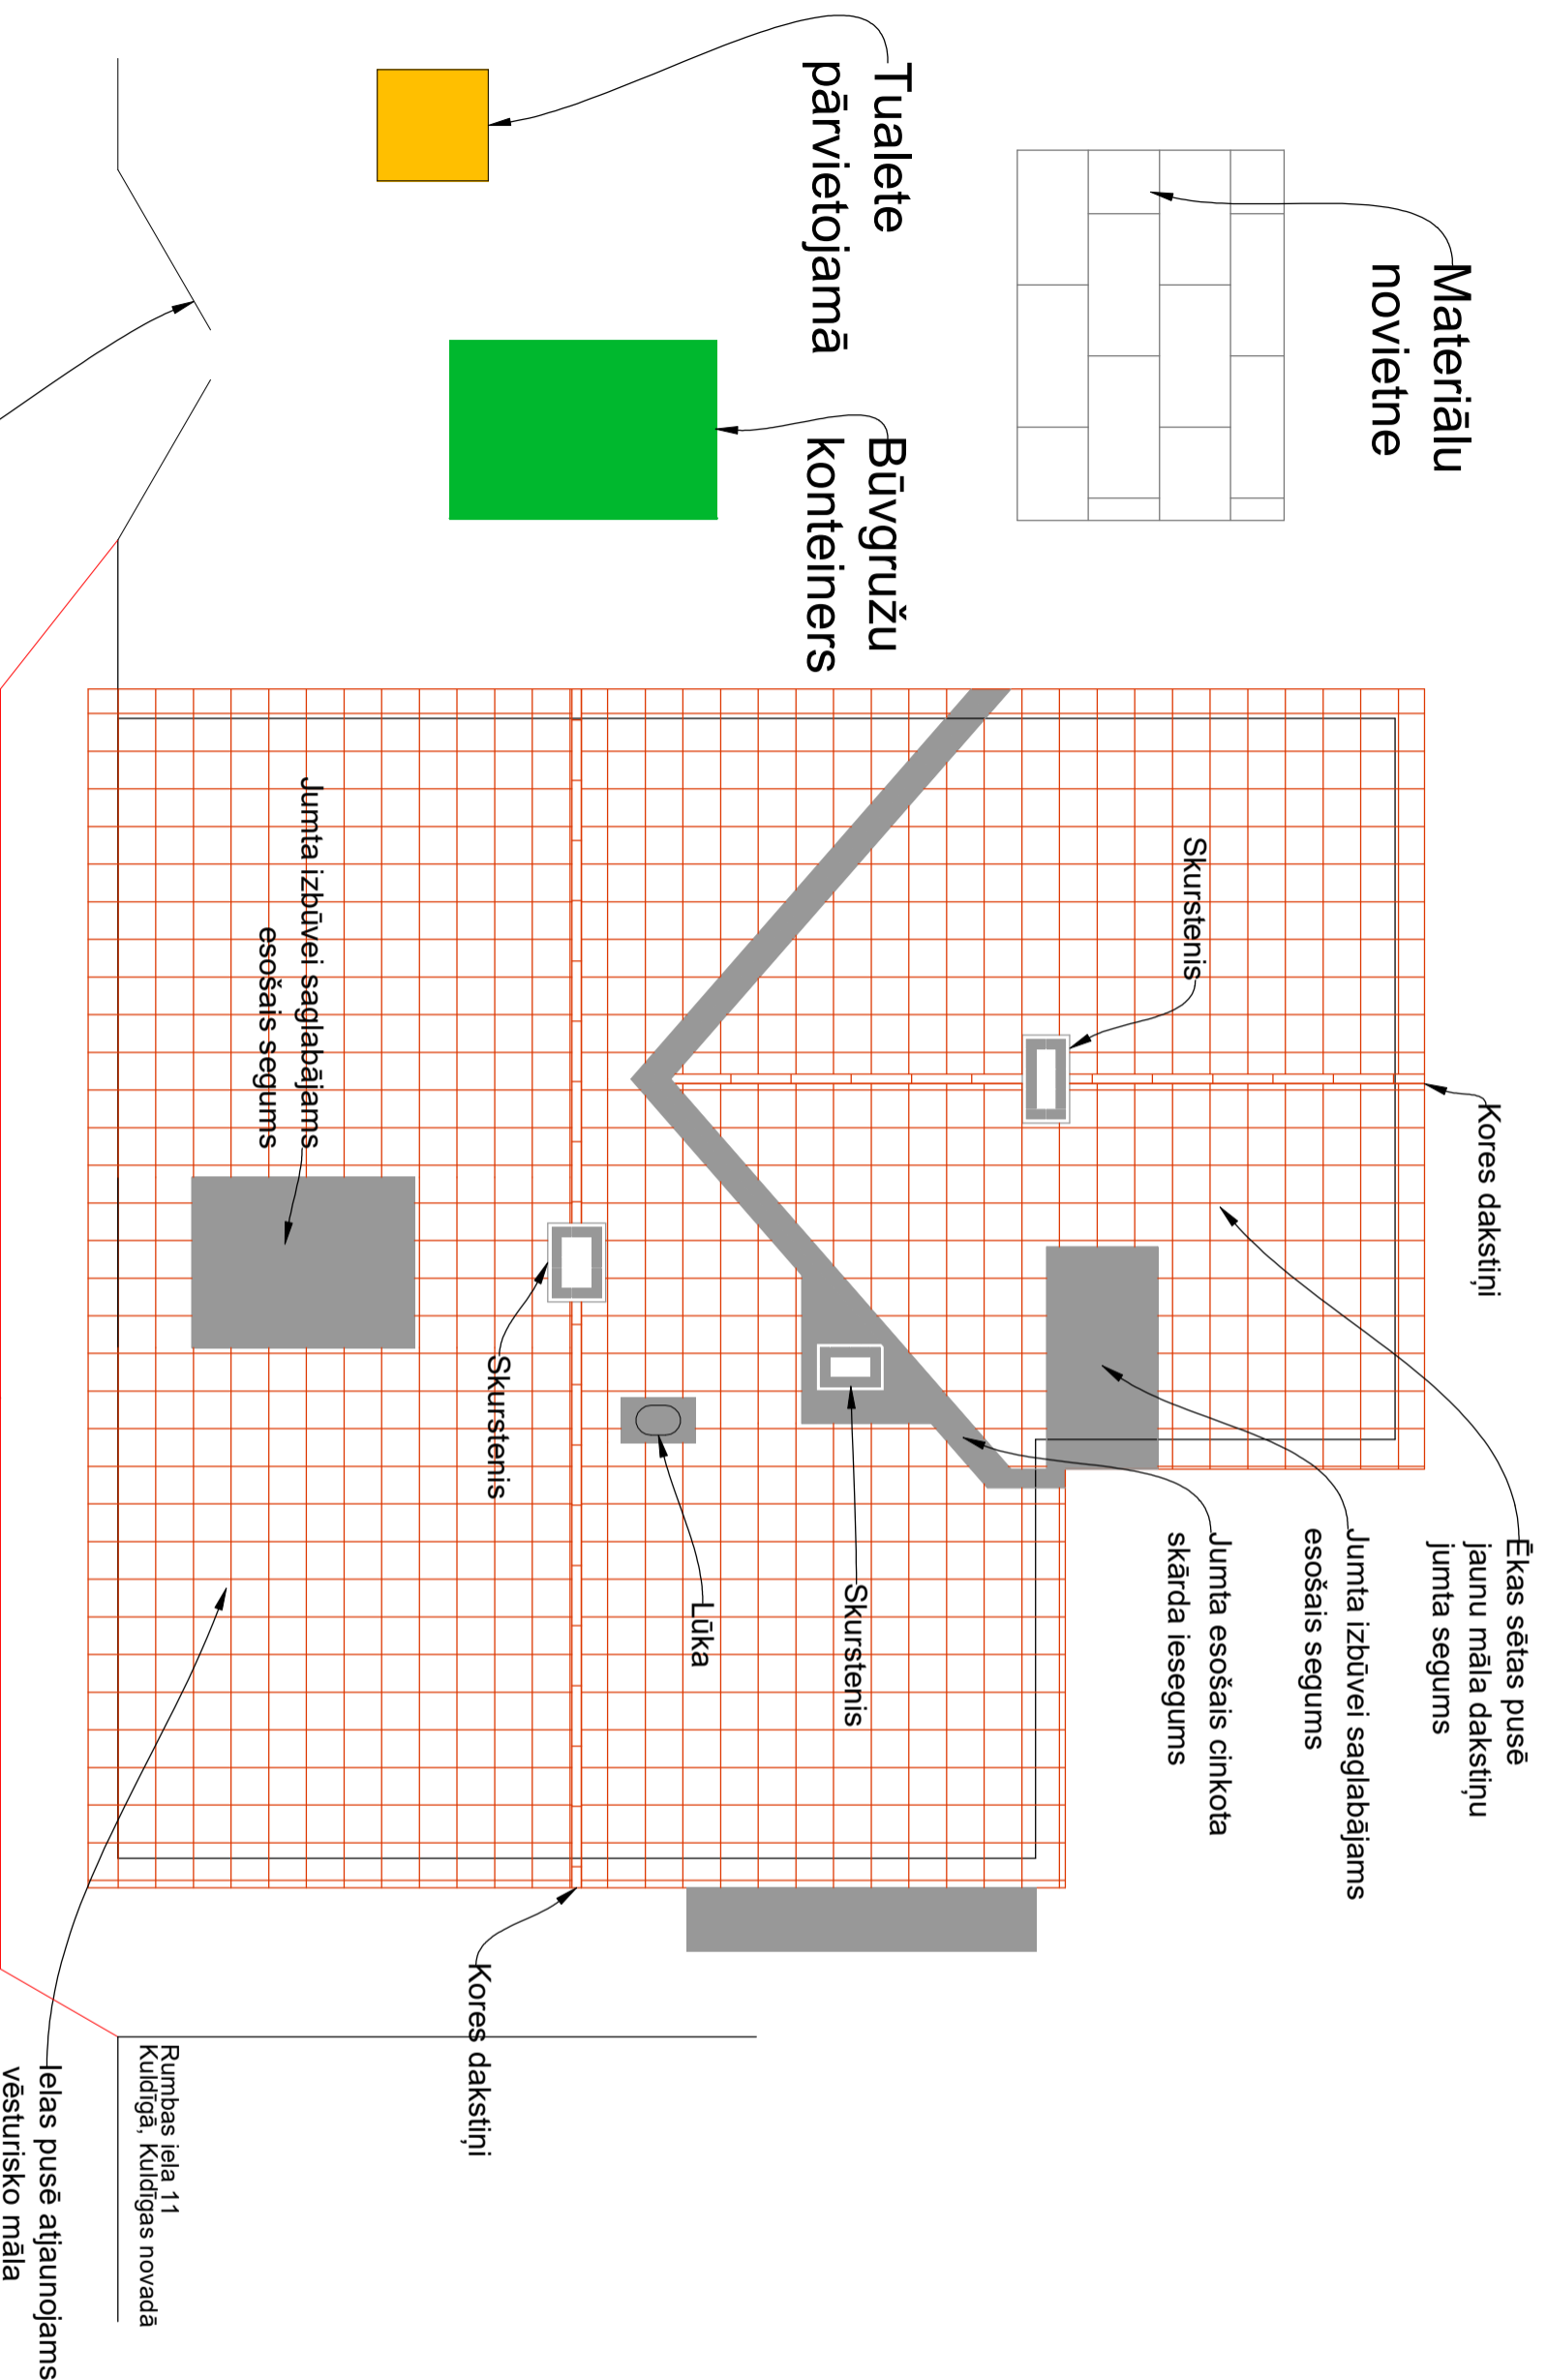 Materiālu
novietne
Tualete
pārvietojamā
Būvgružu
konteiners
Skurstenis
Kores dakstiņi
Ēkas sētas pusē
jaunu māla dakstiņu
jumta segums
Jumta izbūvei saglabājams
esošais segums
Jumta esošais cinkota
skārda iesegums
Skurstenis
Lūka
Skurstenis
Jumta izbūvei saglabājams
esošais segums
Kores dakstiņi
Rumbas iela 11
Kuldīgā, Kuldīgas novadā
Ielas pusē atjaunojams
vēsturisko māla